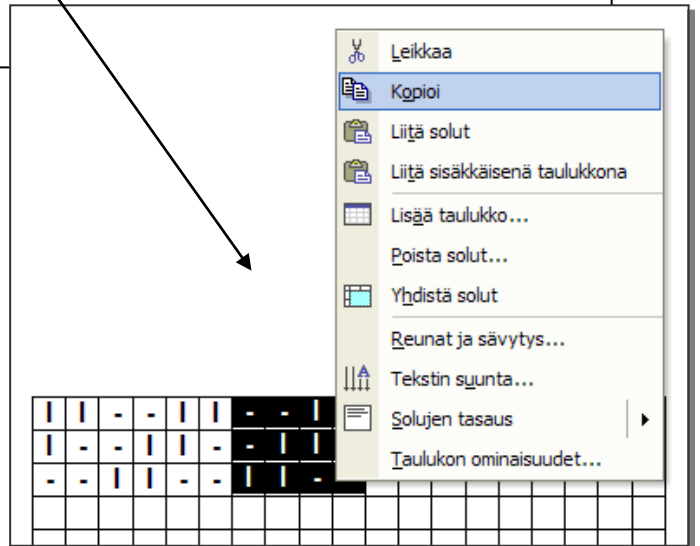 Leikkaa
Kopioi
Liitä solut
Liitä sisäkkäisenä taulukkona
Lisää taulukko...
Poista solut...
Yhdistä solut
Reunat ja sävytys...
Tekstin suunta...
Solujen tasaus
Taulukon ominaisuudet...
I I - - I I - - I
I - - I I - - I I
- - I I - - I I -